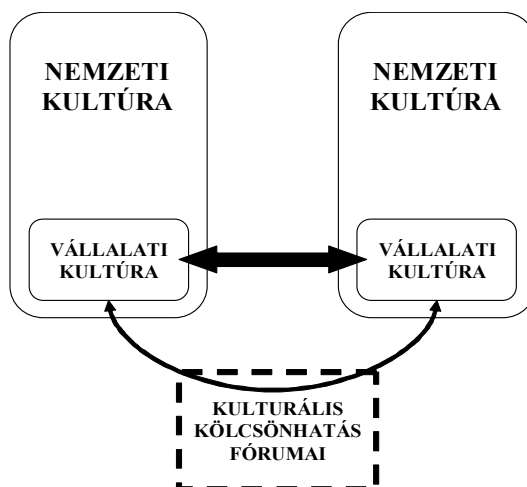 NEMZETI
KULTÚRA
NEMZETI
KULTÚRA
VÁLLALATI
KULTÚRA
VÁLLALATI
KULTÚRA
KULTURÁLIS
KÖLCSÖNHATÁS
FÓRUMAI